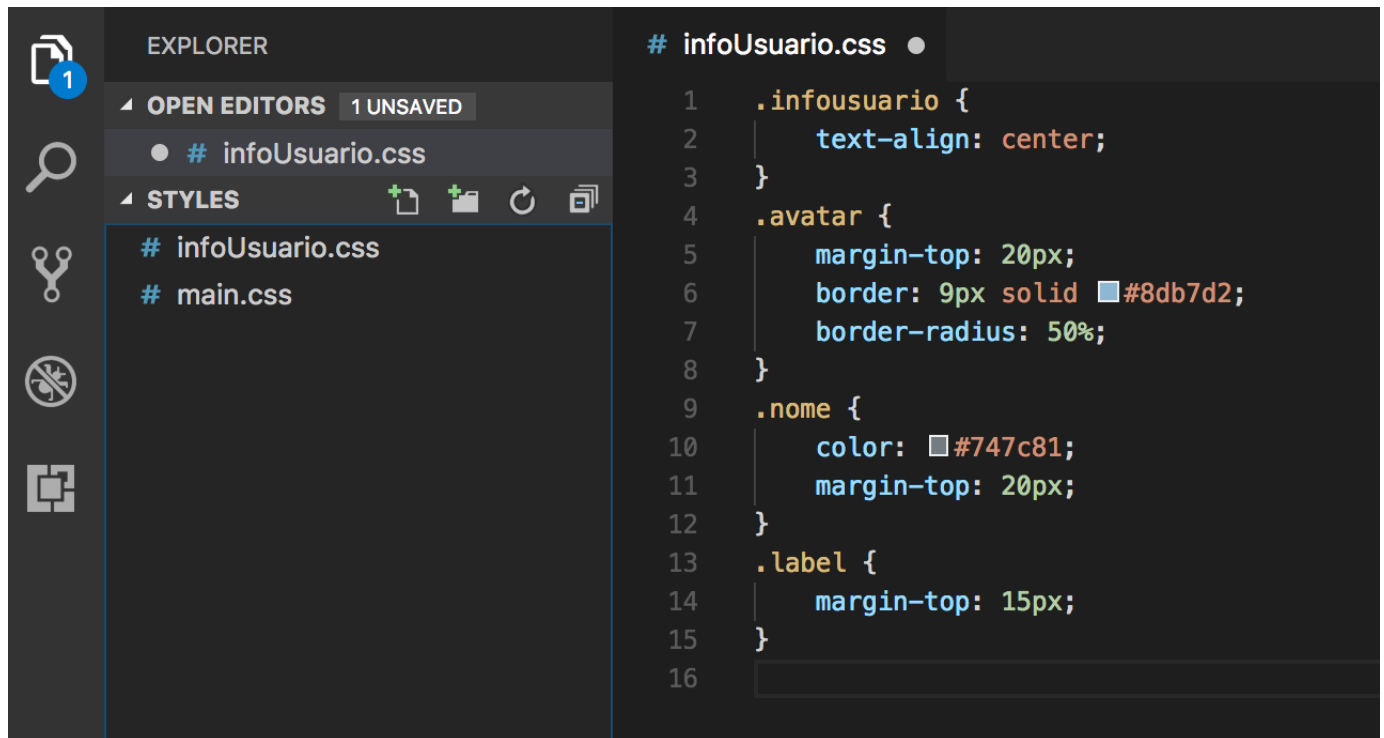 EXPLORER
1
OPEN EDITORS 1 UNSAVED
# infoUsuario.css
STYLES
# infoUsuario.css
# main.css
# infoUsuario.css
1 .infousuario {
2 text-align: center;
3 }
4 .avatar {
5 margin-top: 20px;
6 border: 9px solid #8db7d2;
7 border-radius: 50%;
8 }
9 .nome {
10 color: #747c81;
11 margin-top: 20px;
12 }
13 .label {
14 margin-top: 15px;
15 }
16